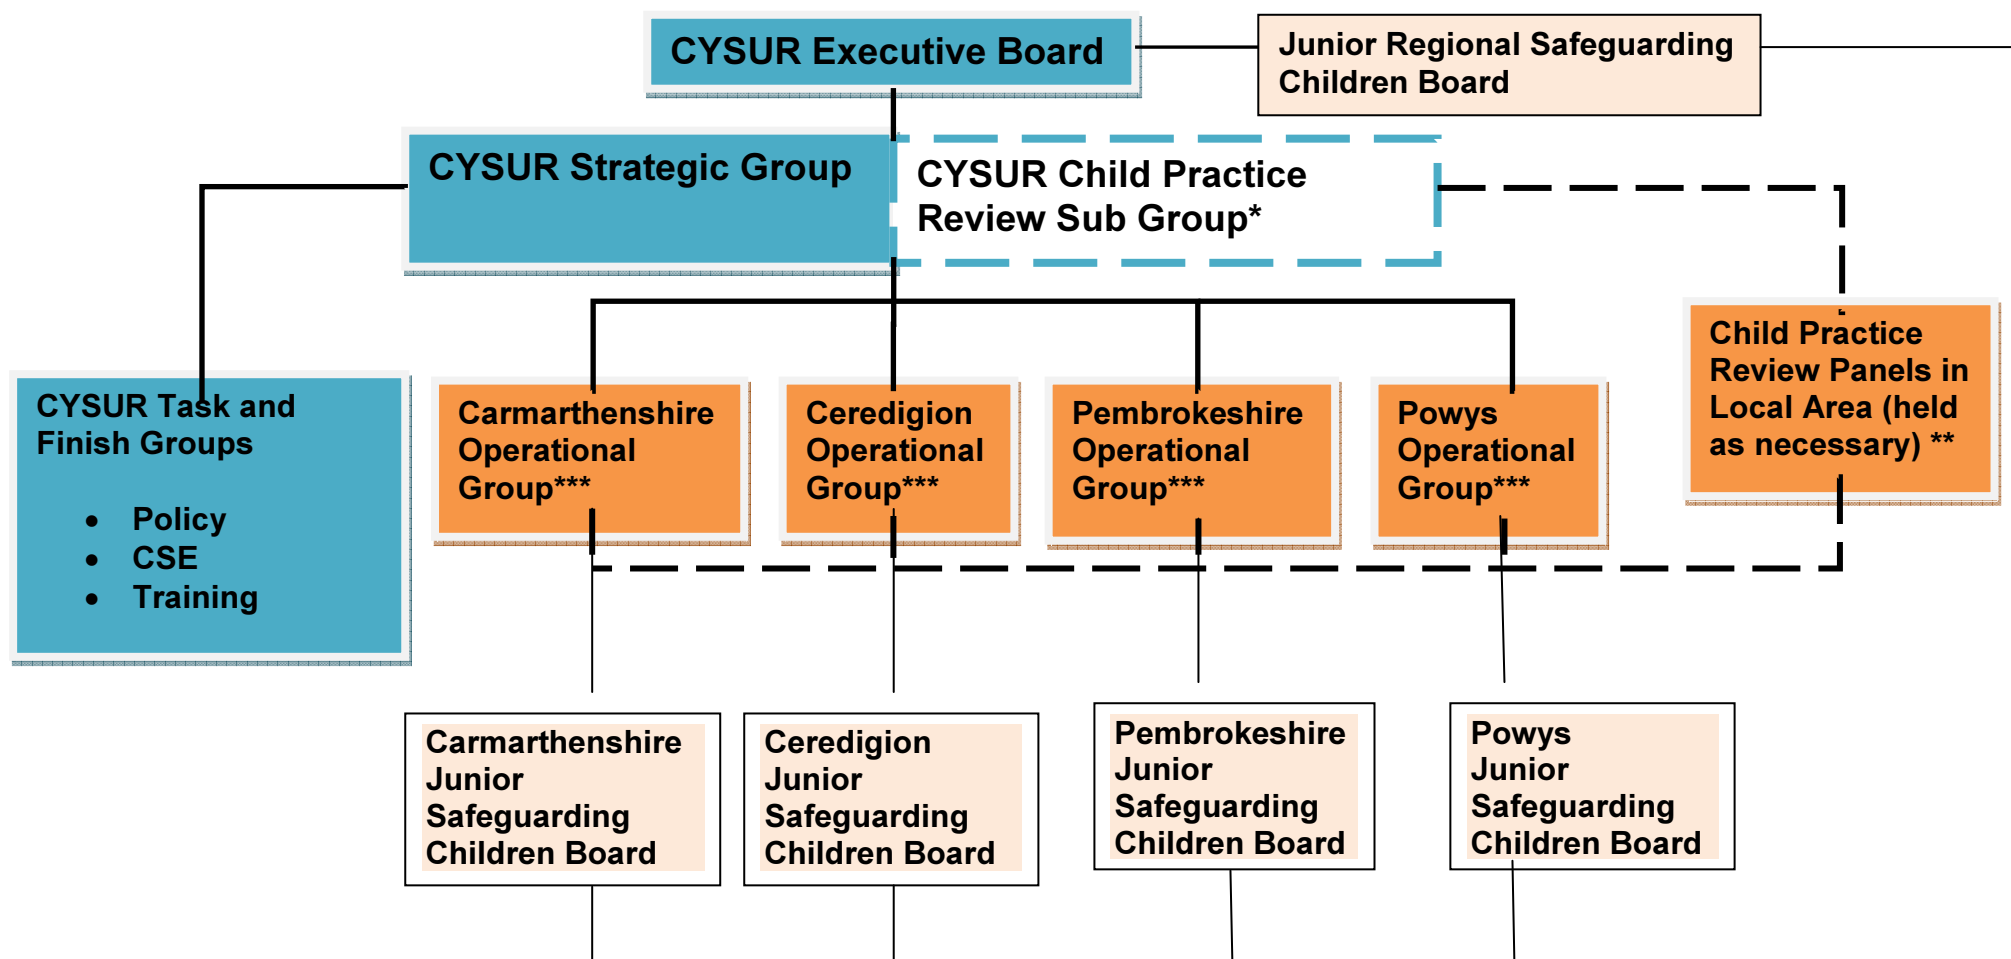 CYSUR Executive Board
Junior Regional Safeguarding
Children Board
CYSUR Strategic Group
CYSUR Child Practice
Review Sub Group*
Child Practice
Review Panels in
Local Area (held
as necessary) **
CYSUR Task and
Finish Groups
• Policy
• CSE
• Training
Carmarthenshire
Operational
Group***
Ceredigion
Operational
Group***
Pembrokeshire
Operational
Group***
Powys
Operational
Group***
Carmarthenshire
Junior
Safeguarding
Children Board
Ceredigion
Junior
Safeguarding
Children Board
Pembrokeshire
Junior
Safeguarding
Children Board
Powys
Junior
Safeguarding
Children Board